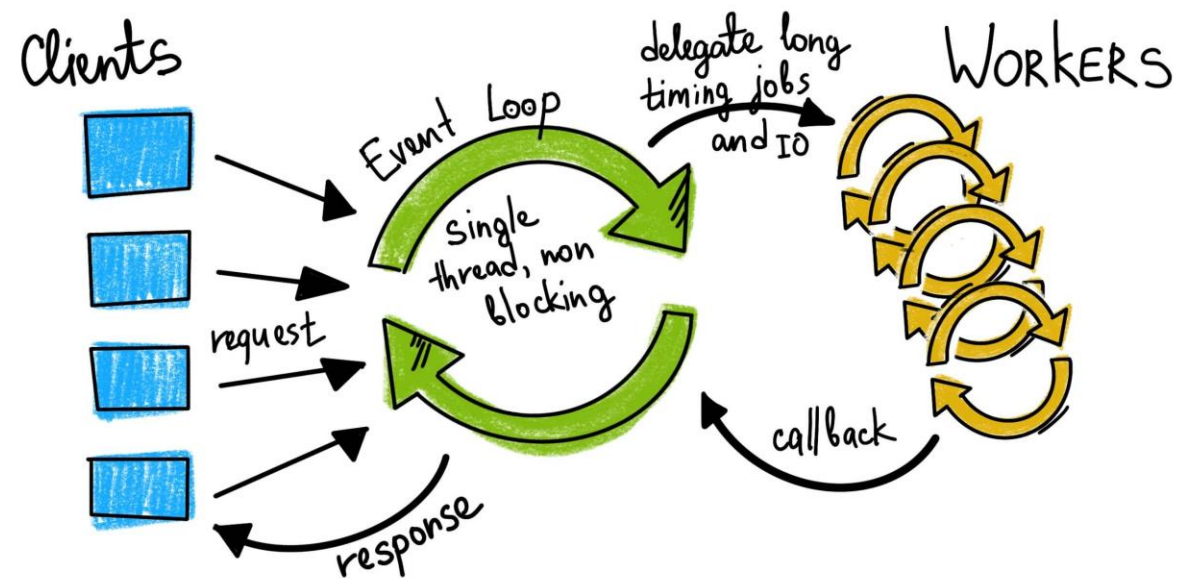 Clients
Event Loop
single
thread, non
blocking
delegate long
timing jobs
and IO
WORKERS
request
callback
response